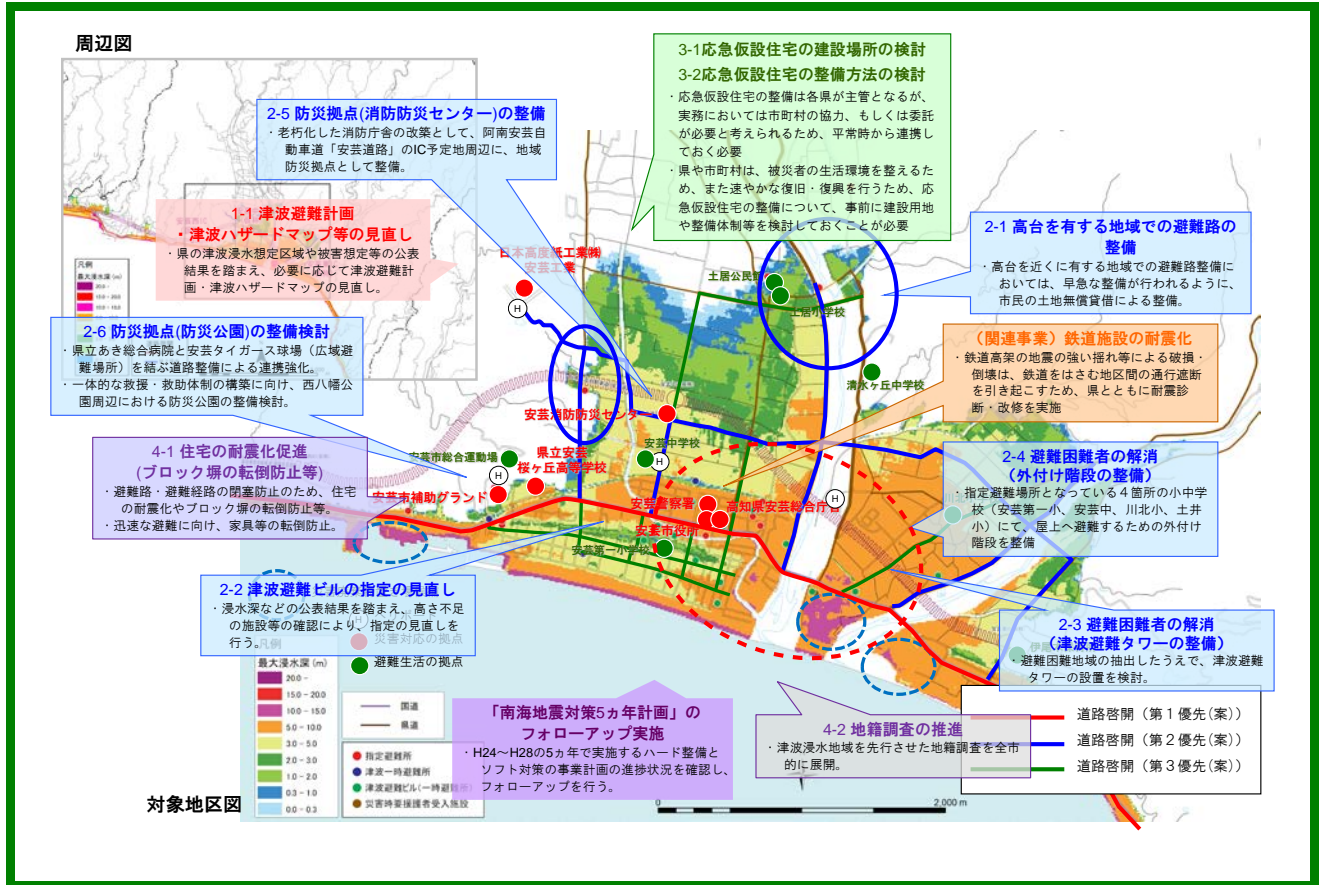 周辺図
3-1応急仮設住宅の建設場所の検討
3-2応急仮設住宅の整備方法の検討
・応急仮設住宅の整備は各県が主管となるが、
実務においては市町村の協力、もしくは委託
が必要と考えられるため、平常時から連携し
ておく必要
・県や市町村は、被災者の生活環境を整えるた
め、また速やかな復旧・復興を行うため、応
急仮設住宅の整備について、事前に建設用地
や整備体制等を検討しておくことが必要
2-5 防災拠点(消防防災センター)の整備
・老朽化した消防庁舎の改築として、阿南安芸自
動車道「安芸道路」のIC予定地周辺に、地域
防災拠点として整備。
1-1 津波避難計画
・津波ハザードマップ等の見直し
・県の津波浸水想定区域や被害想定等の公表
結果を踏まえ、必要に応じて津波避難計
画・津波ハザードマップの見直し。
凡例
最大浸水深(m)
2-1 高台を有する地域での避難路の
整備
・高台を近くに有する地域での避難路整備に
おいては、早急な整備が行われるように、
市民の土地無償貸借による整備。
日本高度紙工業㈱
安芸工業
H
土居公民館
土居小学校
2-6 防災拠点(防災公園)の整備検討
・県立あき総合病院と安芸タイガース球場（広域避
難場所）を結ぶ道路整備による連携強化。
・一体的な救援・救助体制の構築に向け、西八幡公
園周辺における防災公園の整備検討。
（関連事業）鉄道施設の耐震化
・鉄道高架の地震の強い揺れ等による破損・
倒壊は、鉄道をはさむ地区間の通行遮断
を引き起こすため、県とともに耐震診
断・改修を実施
清水ヶ丘中学校
安芸消防防災センター
4-1 住宅の耐震化促進
(ブロック塀の転倒防止等)
・避難路・避難経路の閉塞防止のため、住宅
の耐震化やブロック塀の転倒防止等。
・迅速な避難に向け、家具等の転倒防止。
安芸市総合運動場
H
県立安芸
桜ヶ丘高等学校
安芸中学校
H
安芸市補助グランド
安芸警察署
高知県安芸総合庁舎
H
安芸市役所
安芸第一小学校
2-4 避難困難者の解消
(外付け階段の整備)
・指定避難場所となっている４箇所の小中学
校（安芸第一小、安芸中、川北小、土井
小）にて、屋上へ避難するための外付け
階段を整備
2-2 津波避難ビルの指定の見直し
・浸水深などの公表結果を踏まえ、高さ不足
の施設等の確認により、指定の見直しを
行う。
H
災害対応の拠点
避難生活の拠点
2-3 避難困難者の解消
（津波避難タワーの整備）
・避難困難地域の抽出したうえで、津波避難
タワーの設置を検討。
凡例
最大浸水深(m)
20.0 -
15.0 - 20.0
10.0 - 15.0
5.0 - 10.0
3.0 - 5.0
2.0 - 3.0
1.0 - 2.0
0.3 - 1.0
0.0 - 0.3
国道
県道
指定避難所
津波一時避難所
津波避難ビル(一時避難所)
災害時要援護者受入施設
「南海地震対策5ヵ年計画」の
フォローアップ実施
・H24～H28の5ヵ年で実施するハード整備と
ソフト対策の事業計画の進捗状況を確認し、
フォローアップを行う。
4-2 地籍調査の推進
・津波浸水地域を先行させた地籍調査を全市
的に展開。
道路啓開（第１優先(案)）
道路啓開（第２優先(案)）
道路啓開（第３優先(案)）
対象地区図
0
2,000 m